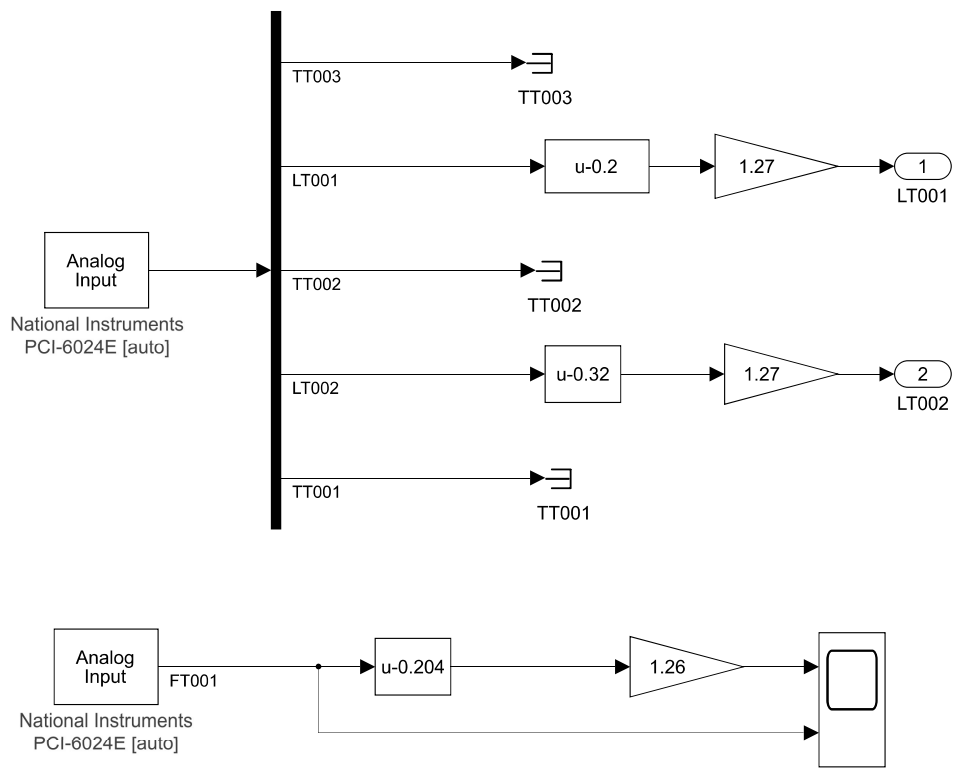 TT003
TT003
u-0.2
1.27
1
LT001
LT001
Analog
Input
TT002
TT002
National Instruments
PCI-6024E [auto]
u-0.32
1.27
2
LT002
LT002
TT001
TT001
Analog
Input
FT001
u-0.204
1.26
National Instruments
PCI-6024E [auto]